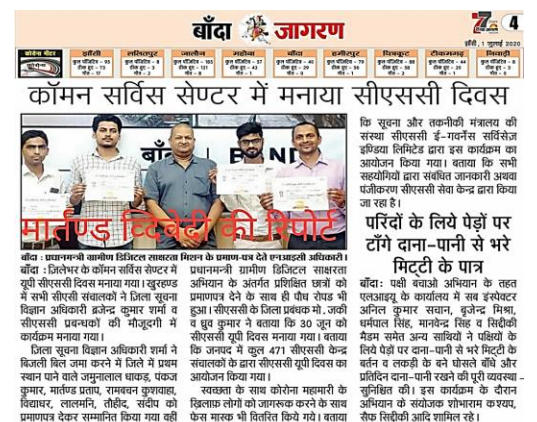 बाँदा जागरण
4
झाँसी, 1 जुलाई 2020
कोरोना मीटर
झाँसी
ललितपुर
जालौन
महोबा
बाँदा
हमीरपुर
चित्रकूट
टीकमगढ़
निवाड़ी
कॉमन सर्विस सेण्टर में मनाया सीएससी दिवस
मार्तण्ड व्दिवेदी की रिपोर्ट
बाँदा : प्रधानमन्त्री ग्रामीण डिजिटल साक्षरता मिशन के प्रमाण-पत्र देते एनआइसी अधिकारी।
बाँदा : ज़िलेभर के कॉमन सर्विस सेण्टर में
यूपी सीएससी दिवस मनाया गया। खुरहण्ड
में सभी सीएसी संचालकों ने ज़िला सूचना
विज्ञान अधिकारी ब्रजेन्द्र कुमार शर्मा व
सीएससी प्रबन्धकों की मौजूदगी में
कार्यक्रम मनाया गया।
ज़िला सूचना विज्ञान अधिकारी शर्मा ने
बिजली बिल जमा करने में जिले में प्रथम
स्थान पाने वाले जमुनालाल धाकड़, पंकज
कुमार, मार्तण्ड प्रताप, रामबचन कुशवाहा,
विद्याधर, लालमनि, तौहीद, संदीप को
प्रमाणपत्र देकर सम्मानित किया गया वहीं
प्रधानमन्त्री ग्रामीण डिजिटल साक्षरता
अभियान के अंतर्गत प्रशिक्षित छात्रों को
प्रमाणपत्र देने के साथ ही पौध रोपड़ भी
हुआ। सीएससी के ज़िला प्रबंधक मो. जकी
व ध्रुव कुमार ने बताया कि 30 जून को
सीएससी यूपी दिवस मनाया गया। बताया
कि जनपद में कुल 471 सीएससी केन्द्र
संचालकों के द्वारा सीएससी यूपी दिवस का
आयोजन किया गया।
स्वच्छता के साथ कोरोना महामारी के
ख़िलाफ़ लोगों को जागरूक करने के साथ
फेस मास्क भी वितरित किये गये। बताया
कि सूचना और तकनीकी मंत्रालय की
संस्था सीएससी ई-गवर्नेंस सर्विसेज़
इण्डिया लिमिटेड द्वारा इस कार्यक्रम का
आयोजन किया गया। बताया कि सभी
सहयोगियों द्वारा संबंधित जानकारी अथवा
पंजीकरण सीएससी सेवा केन्द्र द्वारा किया
जा रहा है।
परिंदों के लिये पेड़ों पर
टाँगे दाना-पानी से भरे
मिट्टी के पात्र
बाँदा: पक्षी बचाओ अभियान के तहत
एलआइयू के कार्यालय में सब इंस्पेक्टर
अनिल कुमार सचान, बृजेन्द्र मिश्रा,
धर्मपाल सिंह, मानवेन्द्र सिंह व सिद्दीकी
मैडम समेत अन्य साथियों ने पक्षियों के
लिये पेड़ों पर दाना-पानी से भरे मिट्टी के
बर्तन व लकड़ी के बने घोसले बाँधे और
प्रतिदिन दाना-पानी रखने की पूरी व्यवस्था -
सुनिश्चित की। इस कार्यक्रम के दौरान
अभियान के संयोजक शोभाराम कश्यप,
सैफ सिद्दीकी आदि शामिल रहे।